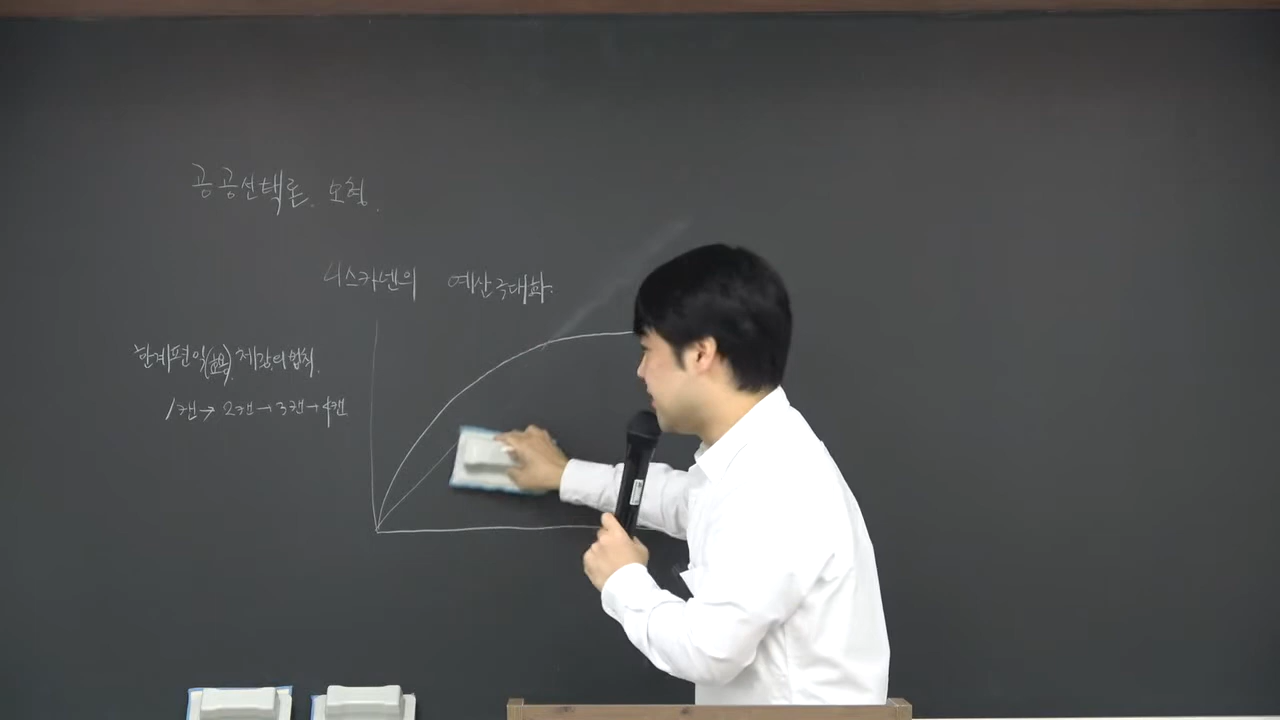 공공선택론. 모형.
니스카넨의 예산극대화.
한계편익(효용). 체감의 법칙.
1캔→ 2캔→ 3캔→ 4캔